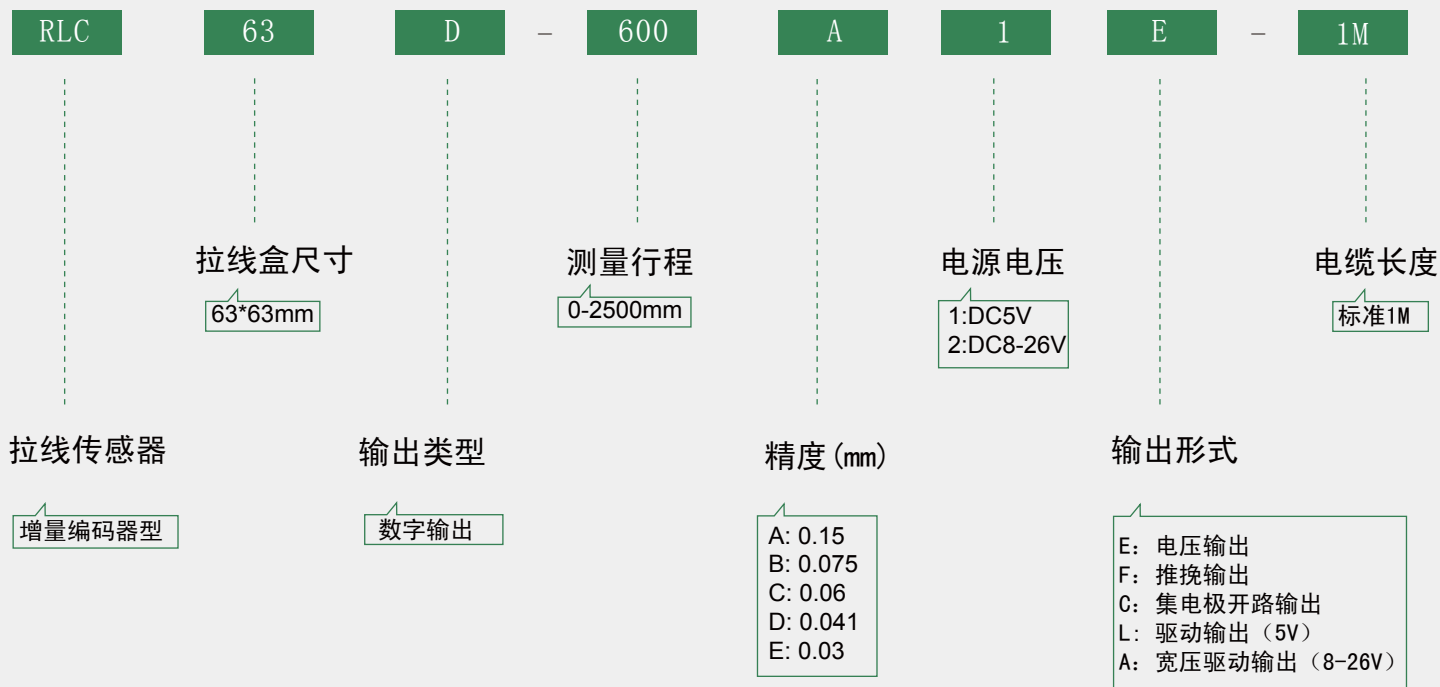 RLC 63 D - 600 A 1 E - 1M
拉线盒尺寸
63*63mm
测量行程
0-2500mm
电源电压
1:DC5V
2:DC8-26V
电缆长度
标准1M
拉线传感器
增量编码器型
输出类型
数字输出
精度(mm)
A: 0.15
B: 0.075
C: 0.06
D: 0.041
E: 0.03
输出形式
E: 电压输出
F: 推挽输出
C: 集电极开路输出
L: 驱动输出（5V）
A: 宽压驱动输出（8-26V）